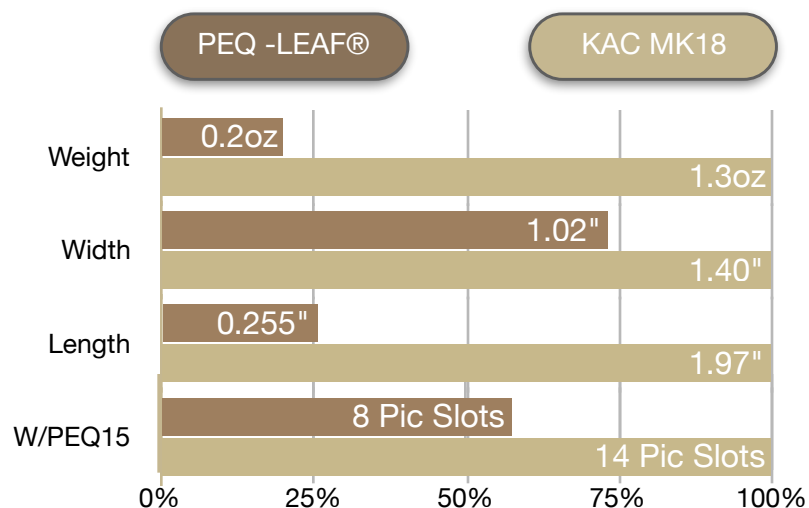 PEQ -LEAF® KAC MK18
Weight
0.2oz
1.3oz
Width
1.02"
1.40"
Length
0.255"
1.97"
W/PEQ15
8 Pic Slots
14 Pic Slots
0% 25% 50% 75% 100%